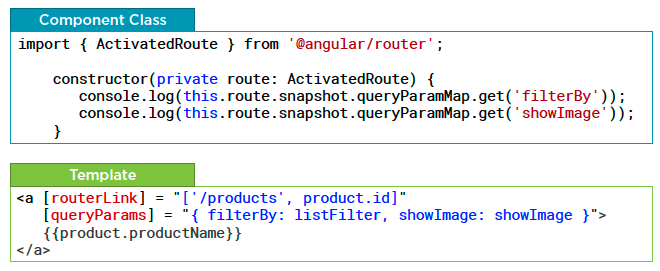 Component Class
import { ActivatedRoute } from '@angular/router';
constructor(private route: ActivatedRoute) {
console.log(this.route.snapshot.queryParamMap.get('filterBy'));
console.log(this.route.snapshot.queryParamMap.get('showImage'));
}
Template
<a [routerLink] = "['/products', product.id]"
[queryParams] = "{ filterBy: listFilter, showImage: showImage }">
{{product.productName}}
</a>